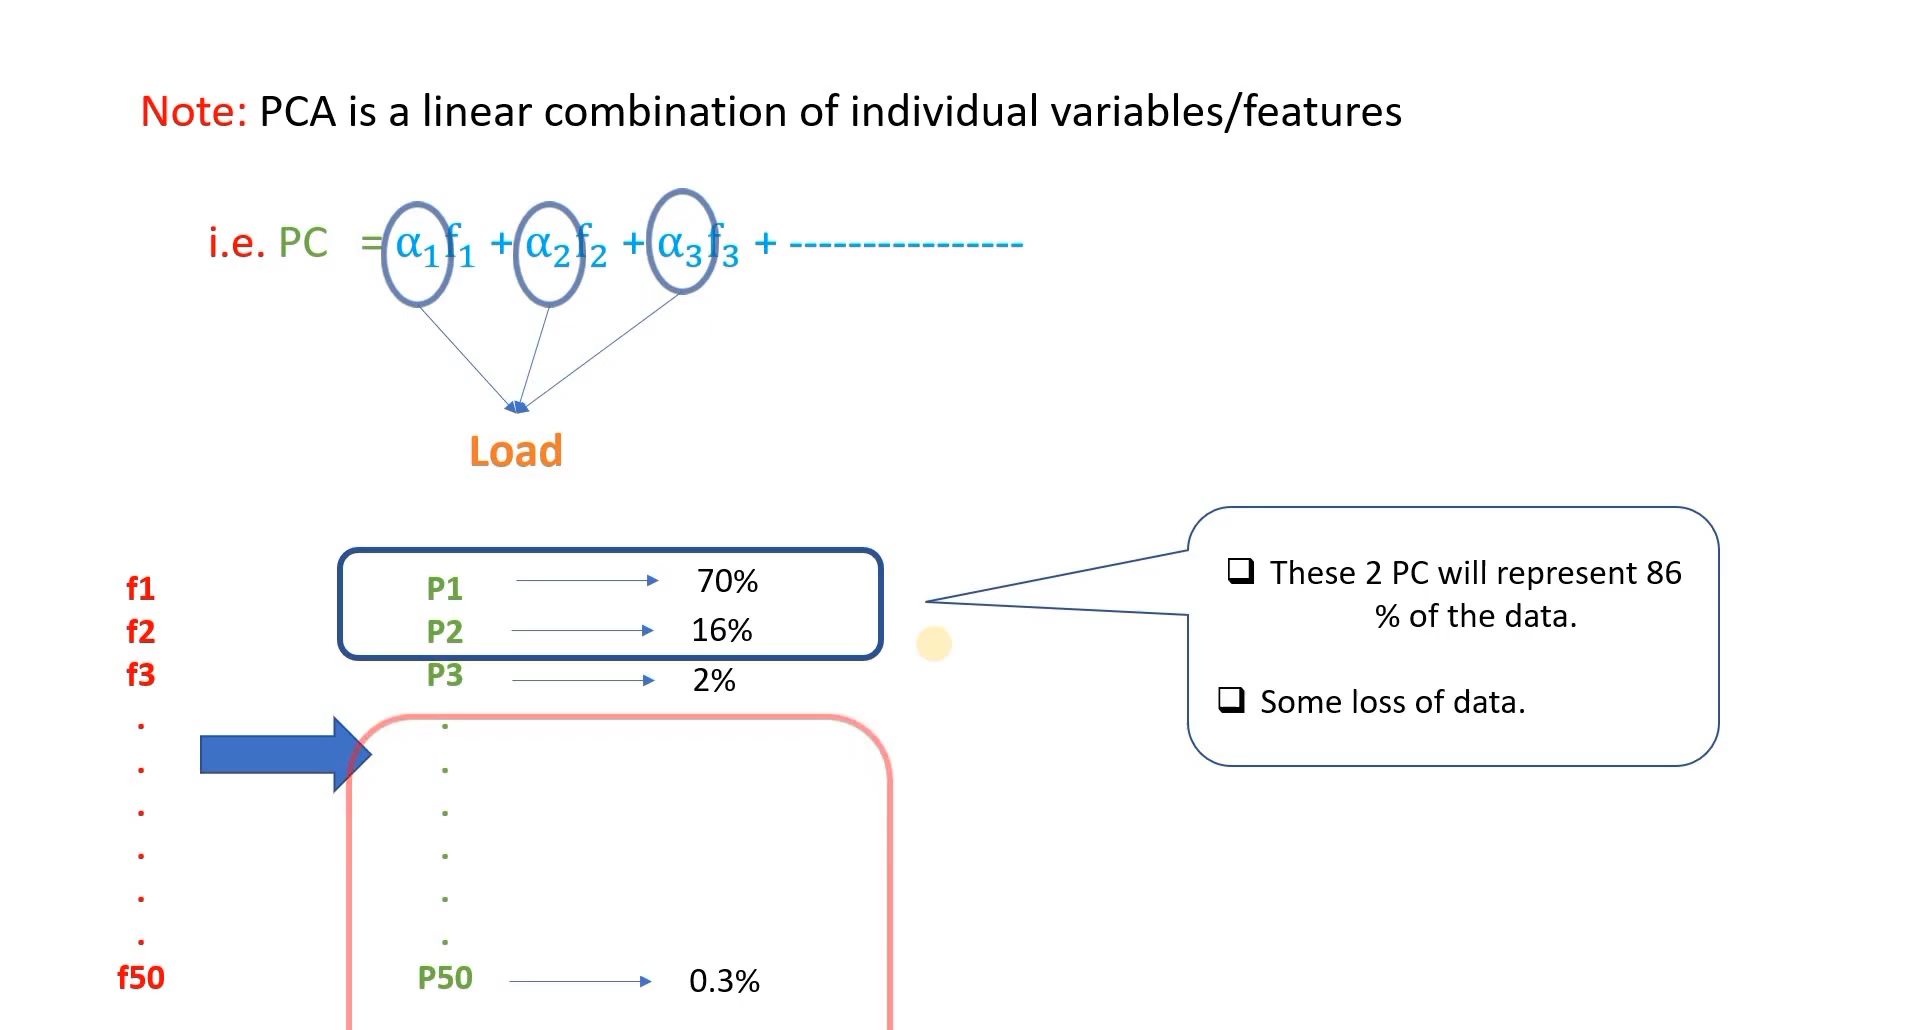 Note: PCA is a linear combination of individual variables/features
i.e. PC = α₁f₁ + α₂f₂ + α₃f₃ + ----------------
Load
f1 P1 70%
f2 P2 16%
f3 P3 2%
. .
. .
. .
. .
. .
. .
f50 P50 0.3%
❑ These 2 PC will represent 86
% of the data.
❑ Some loss of data.